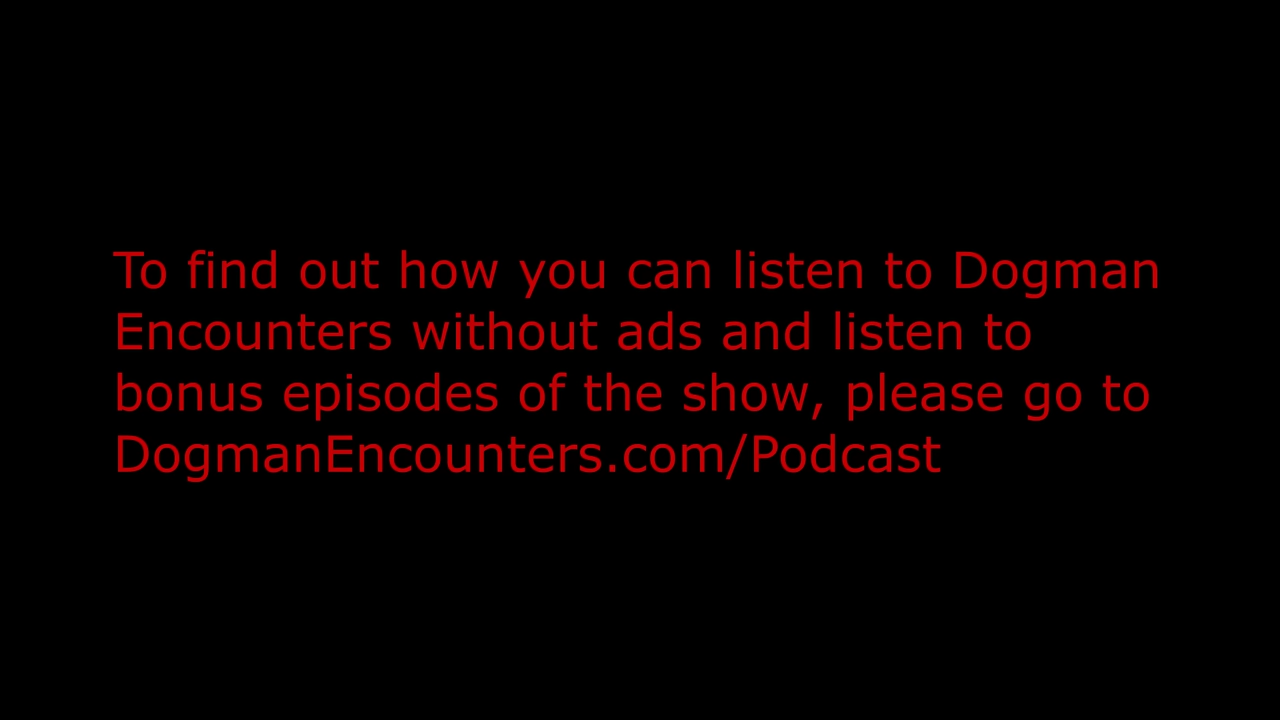 To find out how you can listen to Dogman
Encounters without ads and listen to
bonus episodes of the show, please go to
DogmanEncounters.com/Podcast